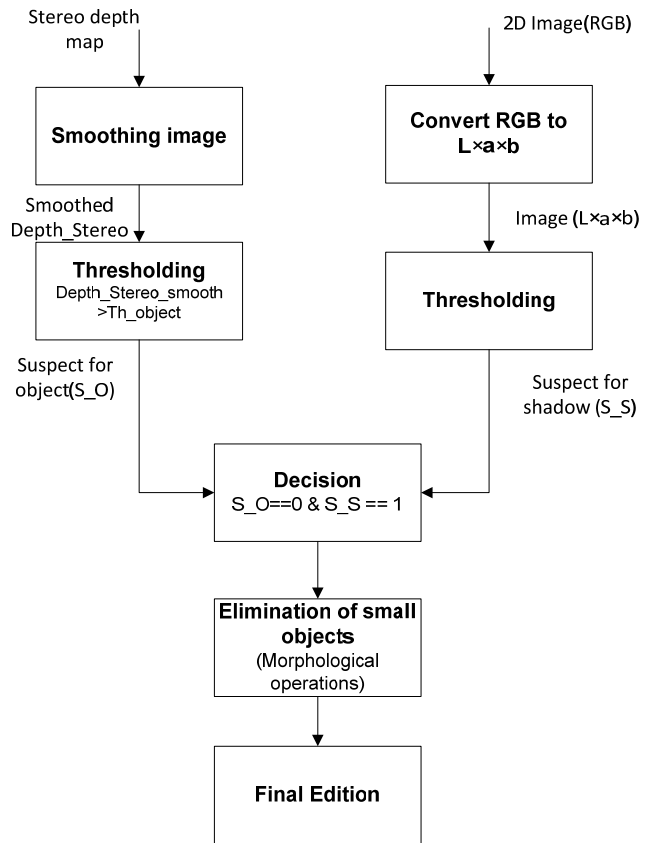 Stereo depth
map
2D Image(RGB)
Smoothing image
Convert RGB to
L×a×b
Smoothed
Depth_Stereo
Image (L×a×b)
Thresholding
Depth_Stereo_smooth
>Th_object
Thresholding
Suspect for
object(S_O)
Suspect for
shadow (S_S)
Decision
S_O==0 & S_S == 1
Elimination of small
objects
(Morphological
operations)
Final Edition